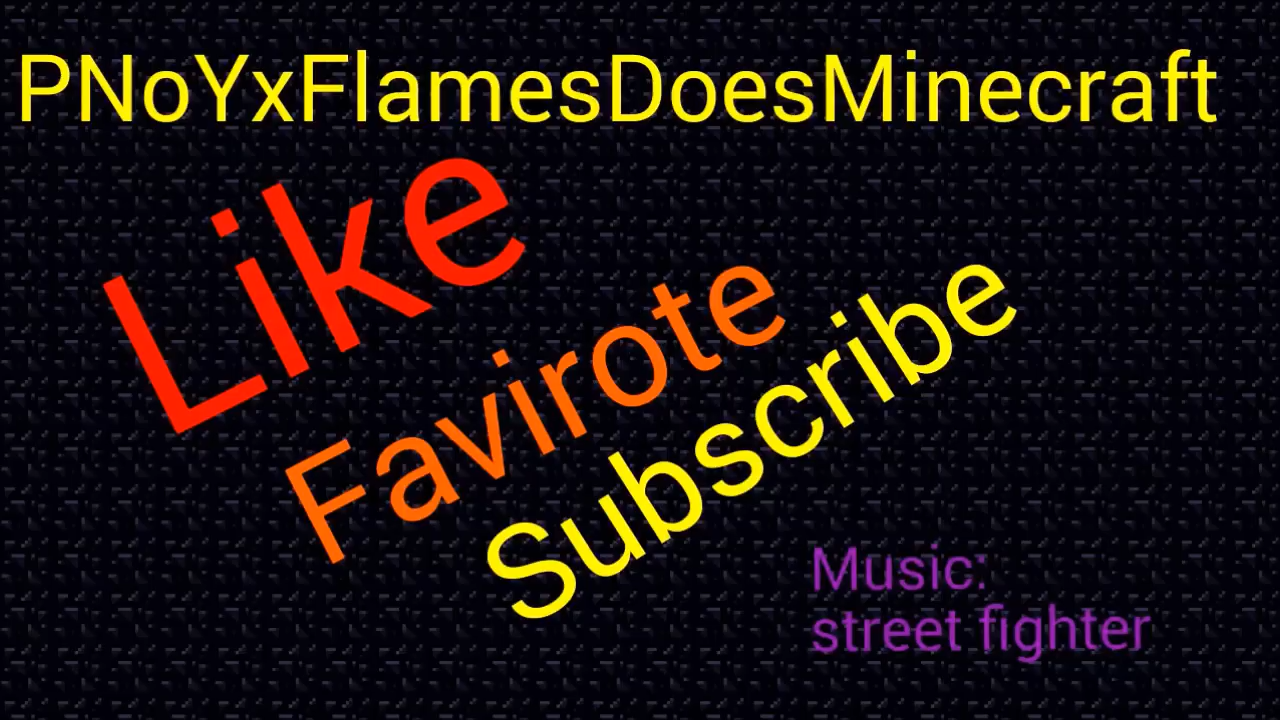 PNoYxFlamesDoesMinecraft
Like
Favirote
Subscribe
Music:
street fighter